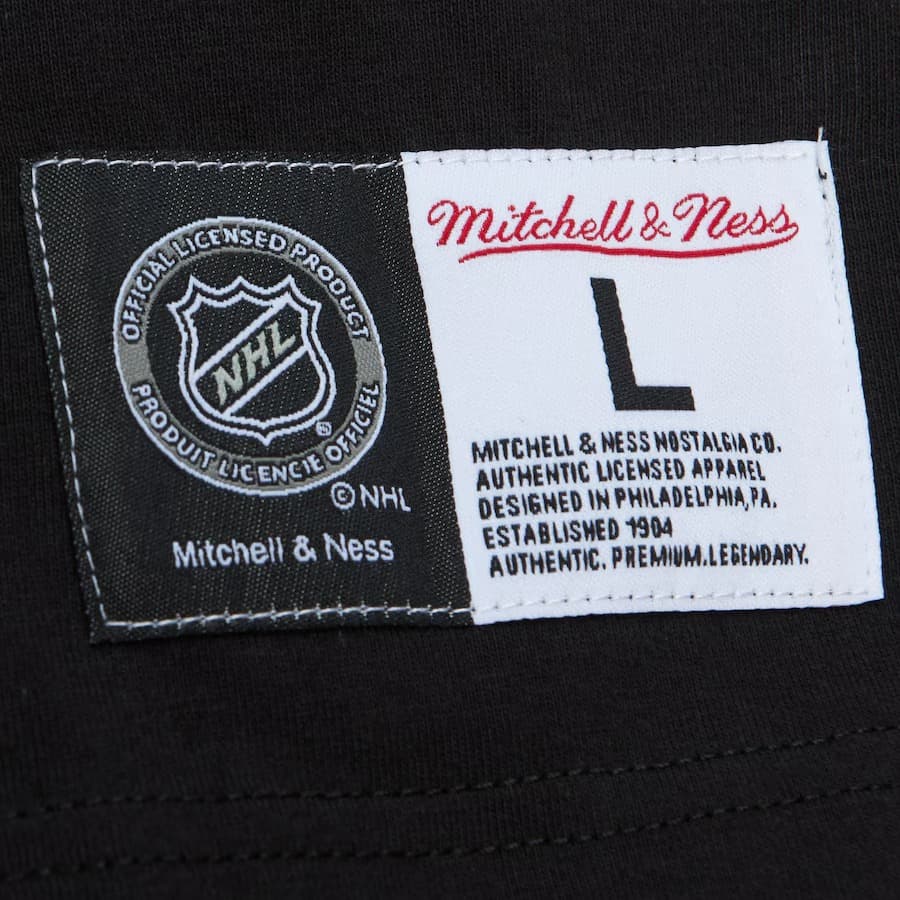 OFFICIAL LICENSED PRODUCT
NHL
®
PRODUIT LICENCIE OFFICIEL
© NHL
Mitchell & Ness
Mitchell & Ness
L
MITCHELL & NESS NOSTALGIA CO.
AUTHENTIC LICENSED APPAREL
DESIGNED IN PHILADELPHIA, PA.
ESTABLISHED 1904
AUTHENTIC. PREMIUM. LEGENDARY.